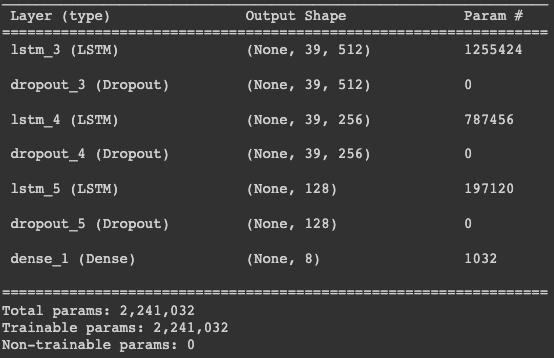 Layer (type) Output Shape Param #
=================================================================
lstm_3 (LSTM) (None, 39, 512) 1255424
dropout_3 (Dropout) (None, 39, 512) 0
lstm_4 (LSTM) (None, 39, 256) 787456
dropout_4 (Dropout) (None, 39, 256) 0
lstm_5 (LSTM) (None, 128) 197120
dropout_5 (Dropout) (None, 128) 0
dense_1 (Dense) (None, 8) 1032
=================================================================
Total params: 2,241,032
Trainable params: 2,241,032
Non-trainable params: 0